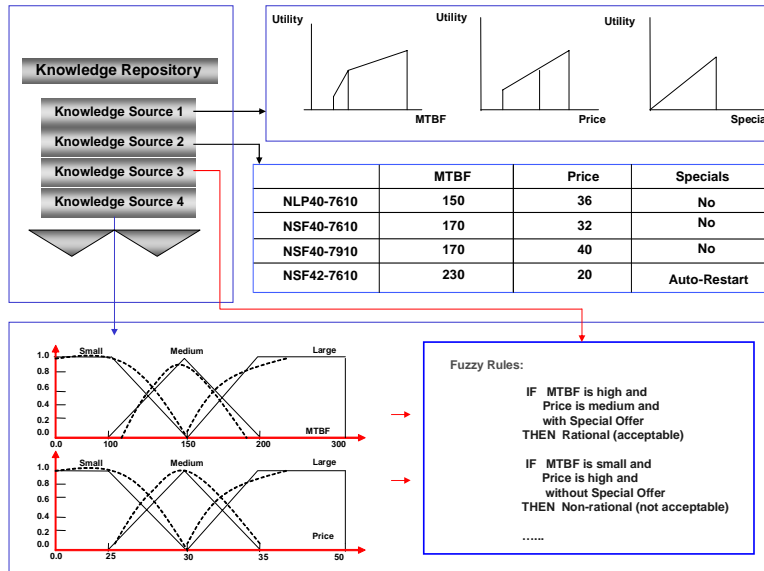 Knowledge Repository
Knowledge Source 1
Knowledge Source 2
Knowledge Source 3
Knowledge Source 4
Utility
MTBF
Utility
Price
Utility
Special
MTBF Price Specials
NLP40-7610 150 36 No
NSF40-7610 170 32 No
NSF40-7910 170 40 No
NSF42-7610 230 20 Auto-Restart
Small Medium Large
1.0
0.8
0.6
0.4
0.2
0.0
MTBF
0.0 100 150 200 300
Small Medium Large
1.0
0.8
0.6
0.4
0.2
0.0
Price
0.0 25 30 35 50
Fuzzy Rules:
IF MTBF is high and
Price is medium and
with Special Offer
THEN Rational (acceptable)
IF MTBF is small and
Price is high and
without Special Offer
THEN Non-rational (not acceptable)
......